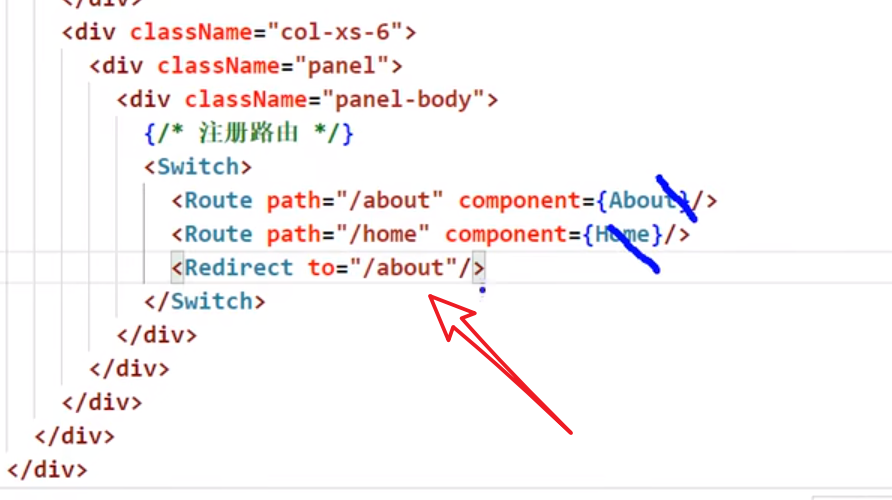 </div>
<div className="col-xs-6">
<div className="panel">
<div className="panel-body">
{/* 注册路由 */}
<Switch>
<Route path="/about" component={About}/>
<Route path="/home" component={Home}/>
<Redirect to="/about"/>
</Switch>
</div>
</div>
</div>
</div>
</div>